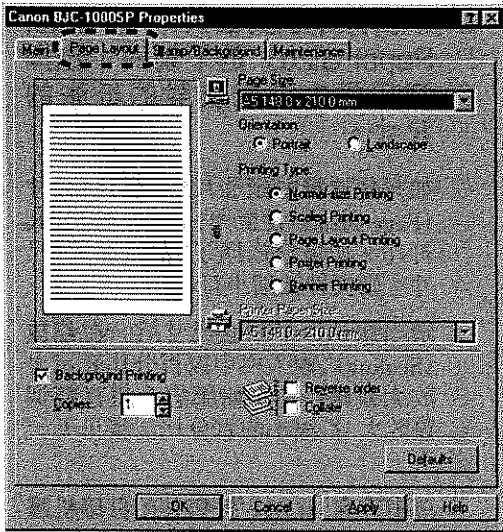 Canon BJC-1000SP Properties
Main Page Layout Stamp/Background Maintenance
Page Size:
A5 148.0 x 210.0 mm
Orientation:
Portrait Landscape
Printing Type:
Normal-size Printing
Scaled Printing
Page Layout Printing
Poster Printing
Banner Printing
Printer Paper Size:
A5 148.0 x 210.0 mm
Background Printing
Copies: 1
Reverse order
Collate
Defaults
OK Cancel Apply Help